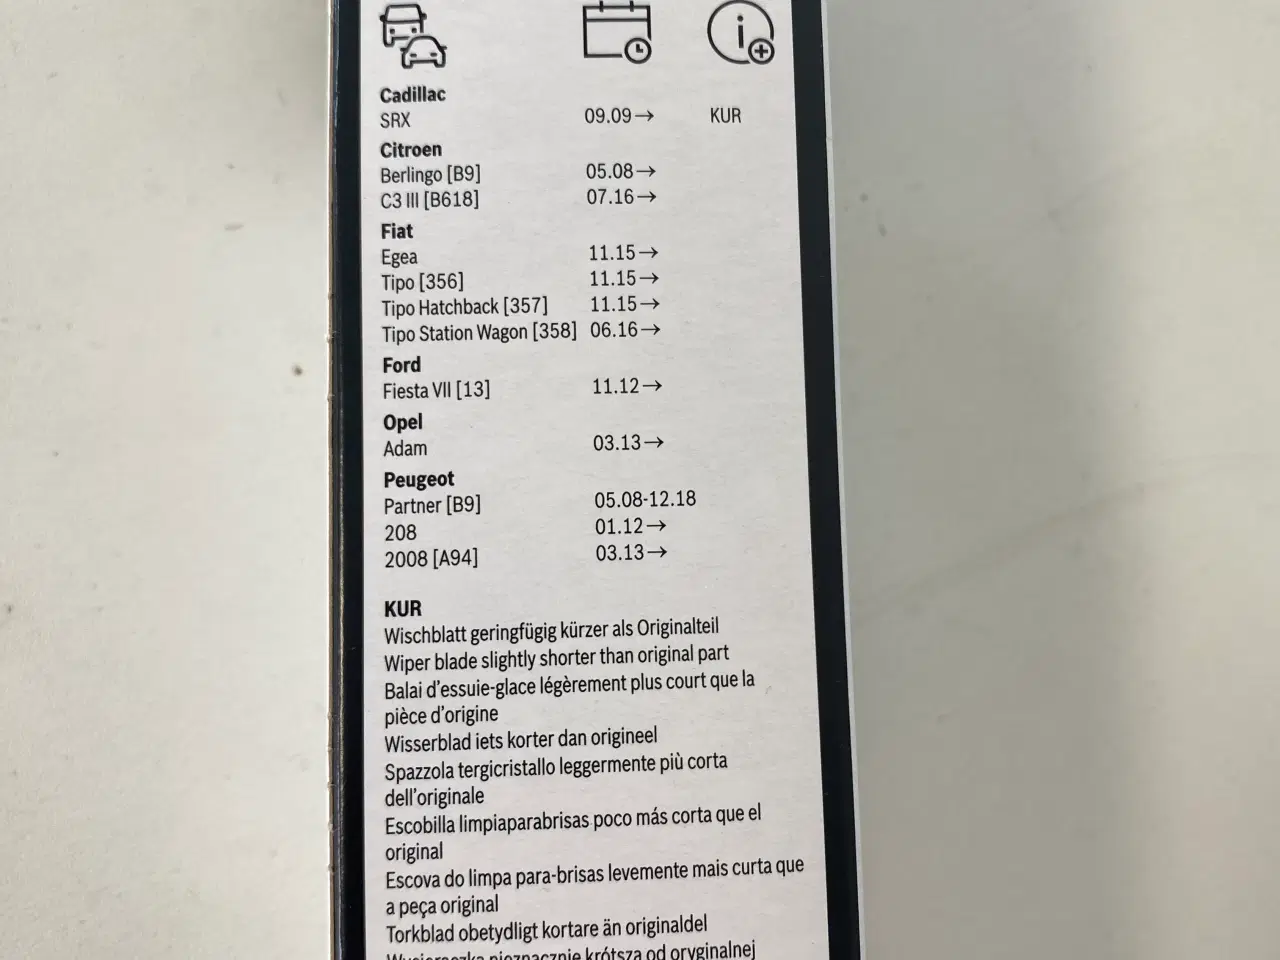 Cadillac
SRX 09.09→ KUR
Citroen
Berlingo [B9] 05.08→
C3 III [B618] 07.16→
Fiat
Egea 11.15→
Tipo [356] 11.15→
Tipo Hatchback [357] 11.15→
Tipo Station Wagon [358] 06.16→
Ford
Fiesta VII [13] 11.12→
Opel
Adam 03.13→
Peugeot
Partner [B9] 05.08-12.18
208 01.12→
2008 [A94] 03.13→
KUR
Wischblatt geringfügig kürzer als Originalteil
Wiper blade slightly shorter than original part
Balai d'essuie-glace légèrement plus court que la
pièce d'origine
Wisserblad iets korter dan origineel
Spazzola tergicristallo leggermente più corta
dell'originale
Escobilla limpiaparabrisas poco más corta que el
original
Escova do limpa para-brisas levemente mais curta que
a peça original
Torkblad obetydligt kortare än originaldel
Wycieraczka nieznacznie krótsza od oryginalnej